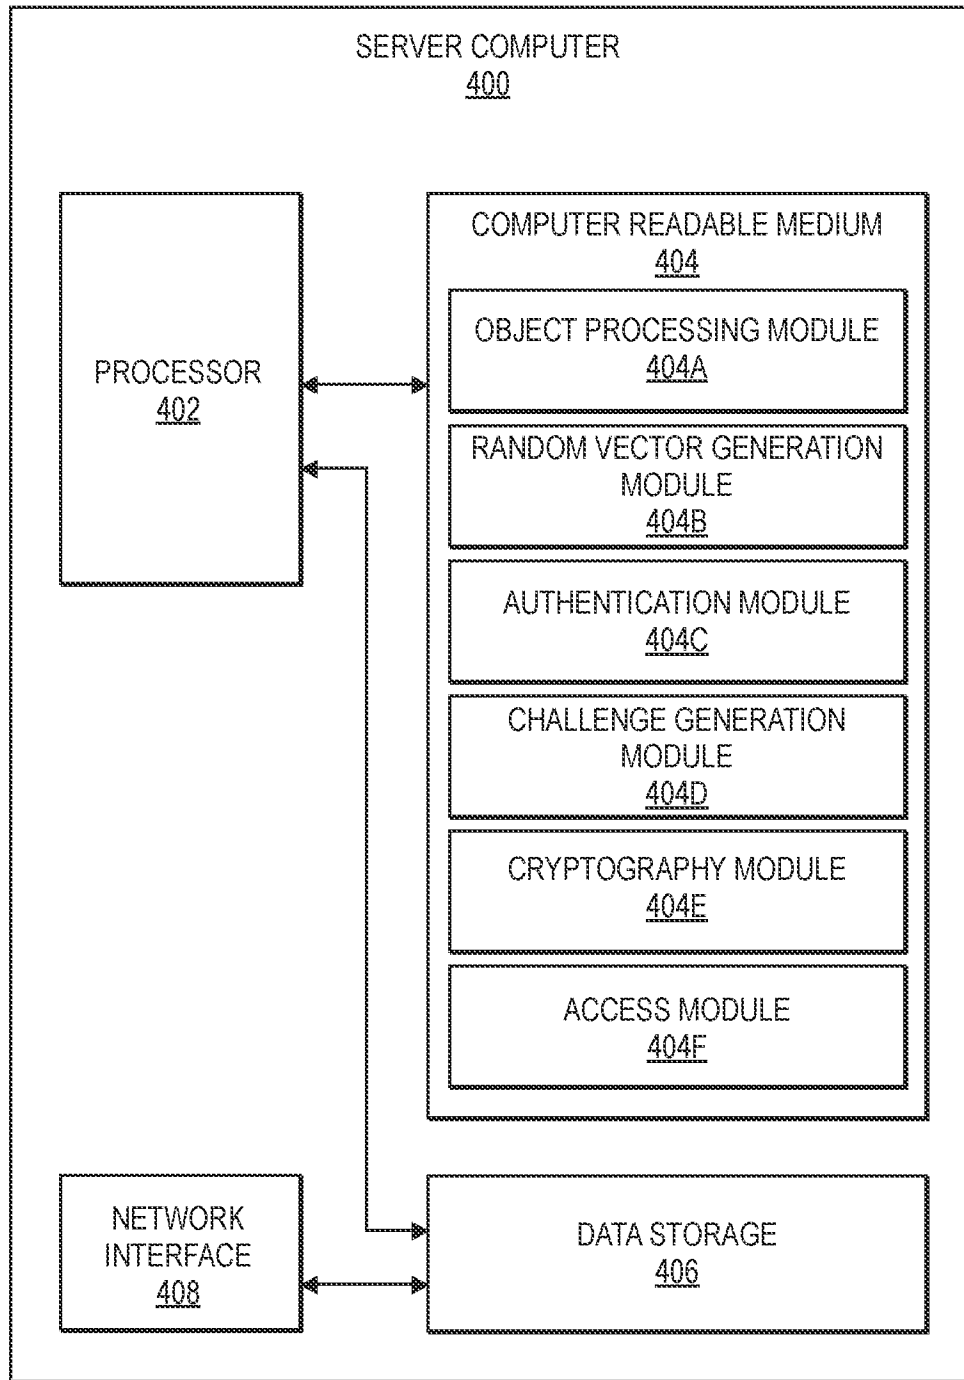 SERVER COMPUTER
400
PROCESSOR
402
COMPUTER READABLE MEDIUM
404
OBJECT PROCESSING MODULE
404A
RANDOM VECTOR GENERATION
MODULE
404B
AUTHENTICATION MODULE
404C
CHALLENGE GENERATION
MODULE
404D
CRYPTOGRAPHY MODULE
404E
ACCESS MODULE
404F
NETWORK
INTERFACE
408
DATA STORAGE
406